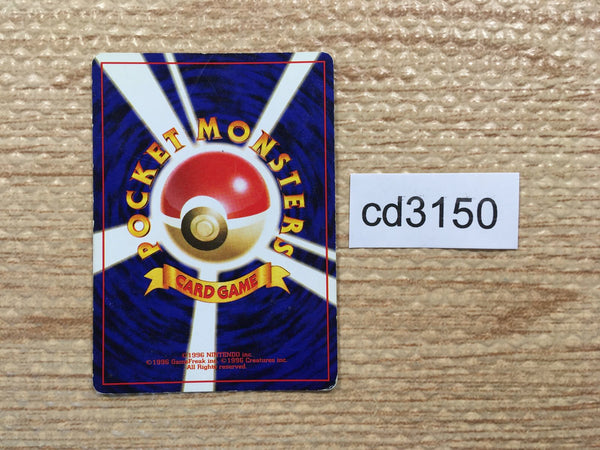 POCKET MONSTERS
CARD GAME
©1996 NINTENDO inc.
©1996 GameFreak inc. ©1996 Creatures inc.
All Rights reserved.
cd3150